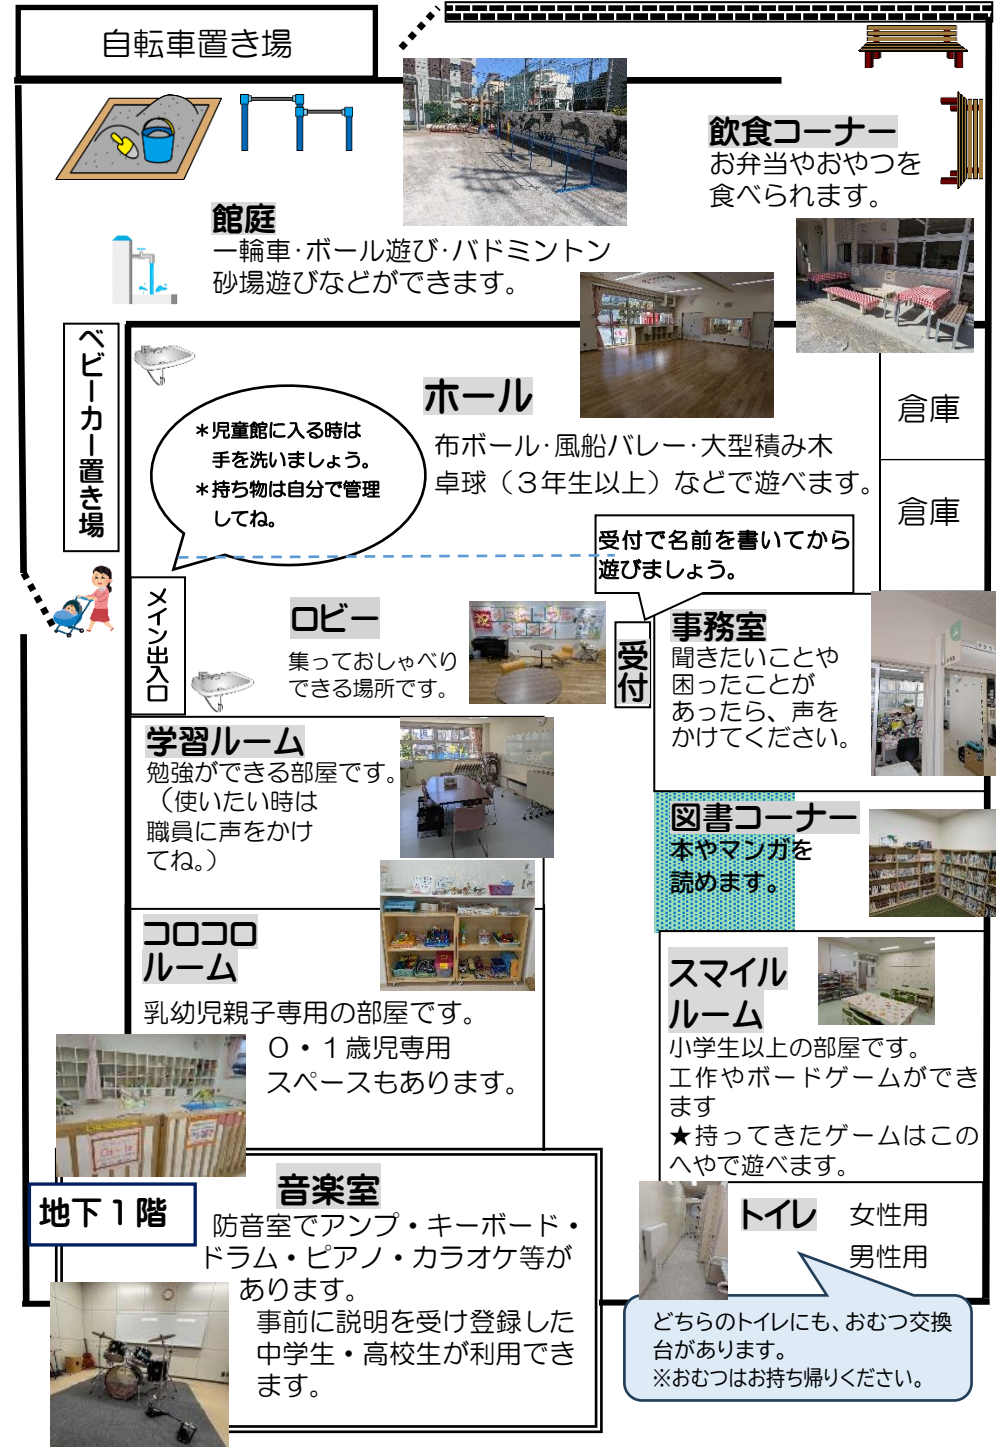 自転車置き場
飲食コーナー
お弁当やおやつを
食べられます。
館庭
一輪車・ボール遊び・バドミントン
砂場遊びなどができます。
ベビーカー置き場
ホール
布ボール・風船バレー・大型積み木
卓球（３年生以上）などで遊べます。
倉庫
倉庫
＊児童館に入る時は
手を洗いましょう。
＊持ち物は自分で管理
してね。
受付で名前を書いてから
遊びましょう。
メイン出入口
ロビー
集っておしゃべり
できる場所です。
祝
受付
事務室
聞きたいことや
困ったことが
あったら、声を
かけてください。
学習ルーム
勉強ができる部屋です。
（使いたい時は
職員に声をかけ
てね。）
図書コーナー
本やマンガを
読めます。
コロコロ
ルーム
乳幼児親子専用の部屋です。
０・１歳児専用
スペースもあります。
スマイル
ルーム
小学生以上の部屋です。
工作やボードゲームができ
ます
★持ってきたゲームはこの
へやで遊べます。
地下１階
音楽室
防音室でアンプ・キーボード・
ドラム・ピアノ・カラオケ等が
あります。
事前に説明を受け登録した
中学生・高校生が利用でき
ます。
トイレ
女性用
男性用
どちらのトイレにも、おむつ交換
台があります。
※おむつはお持ち帰りください。